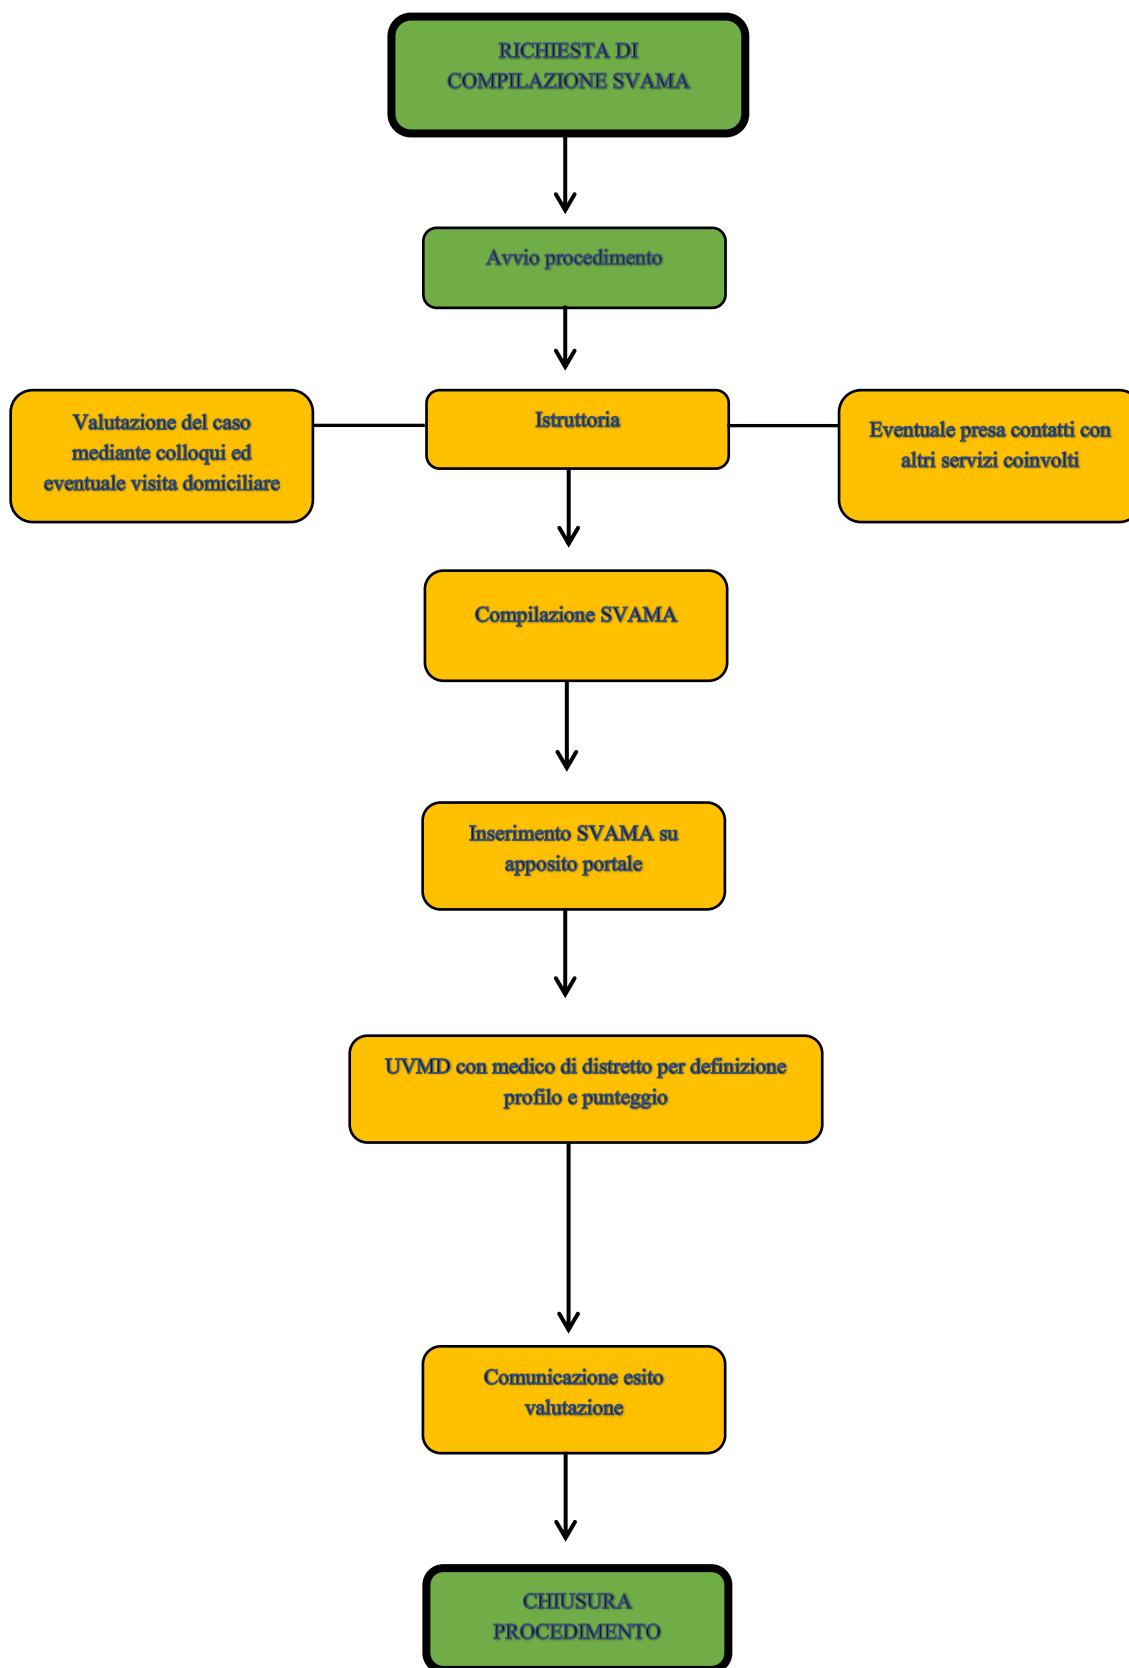 RICHIESTA DI
COMPILAZIONE SVAMA
Avvio procedimento
Valutazione del caso
mediante colloqui ed
eventuale visita domiciliare
Istruttoria
Eventuale presa contatti con
altri servizi coinvolti
Compilazione SVAMA
Inserimento SVAMA su
apposito portale
UVMD con medico di distretto per definizione
profilo e punteggio
Comunicazione esito
valutazione
CHIUSURA
PROCEDIMENTO